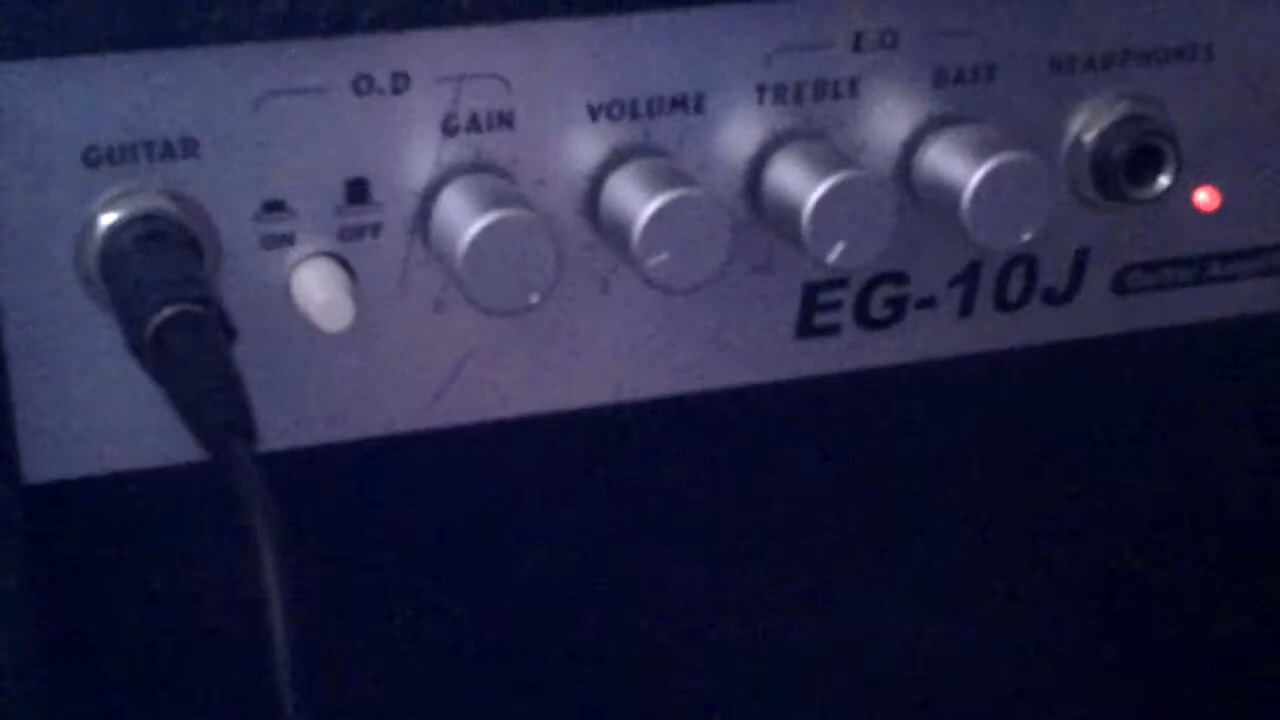 O.D
E.Q
GUITAR
GAIN
VOLUME
TREBLE
BASS
HEADPHONES
ON
OFF
EG-10J